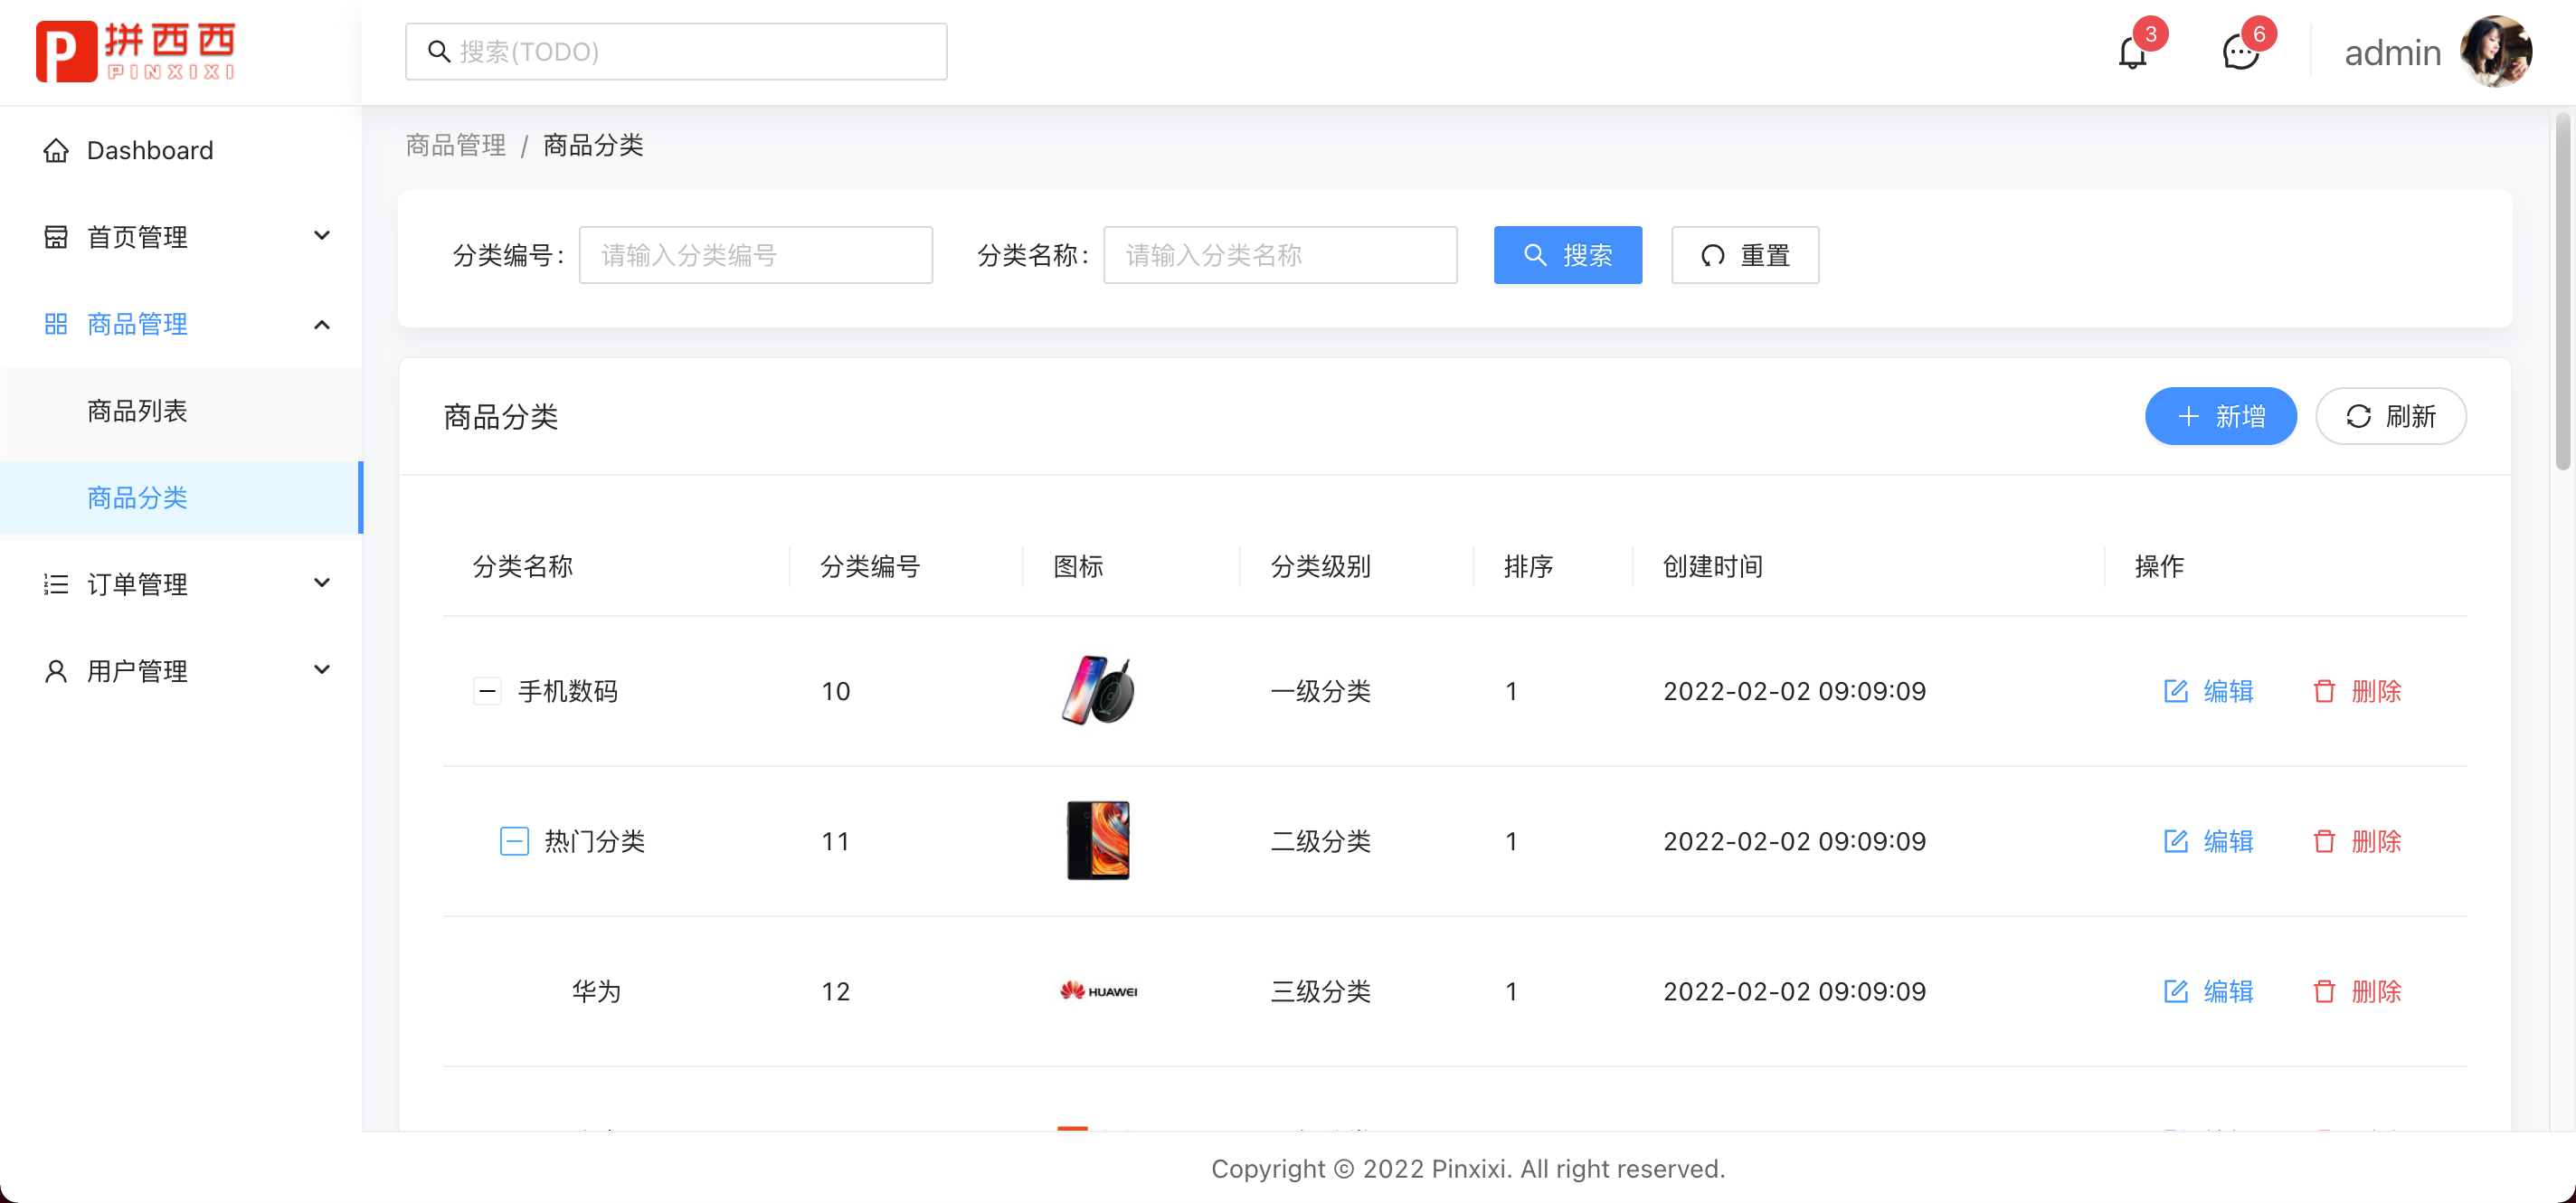 拼西西
PINXIXI
搜索(TODO)
3
6
admin
Dashboard
首页管理
商品管理
商品列表
商品分类
订单管理
用户管理
商品管理 / 商品分类
分类编号: 请输入分类编号 分类名称: 请输入分类名称 搜索 重置
商品分类 新增 刷新
分类名称 分类编号 图标 分类级别 排序 创建时间 操作
手机数码 10 一级分类 1 2022-02-02 09:09:09 编辑 删除
热门分类 11 二级分类 1 2022-02-02 09:09:09 编辑 删除
华为 12 HUAWEI 三级分类 1 2022-02-02 09:09:09 编辑 删除
Copyright © 2022 Pinxixi. All right reserved.